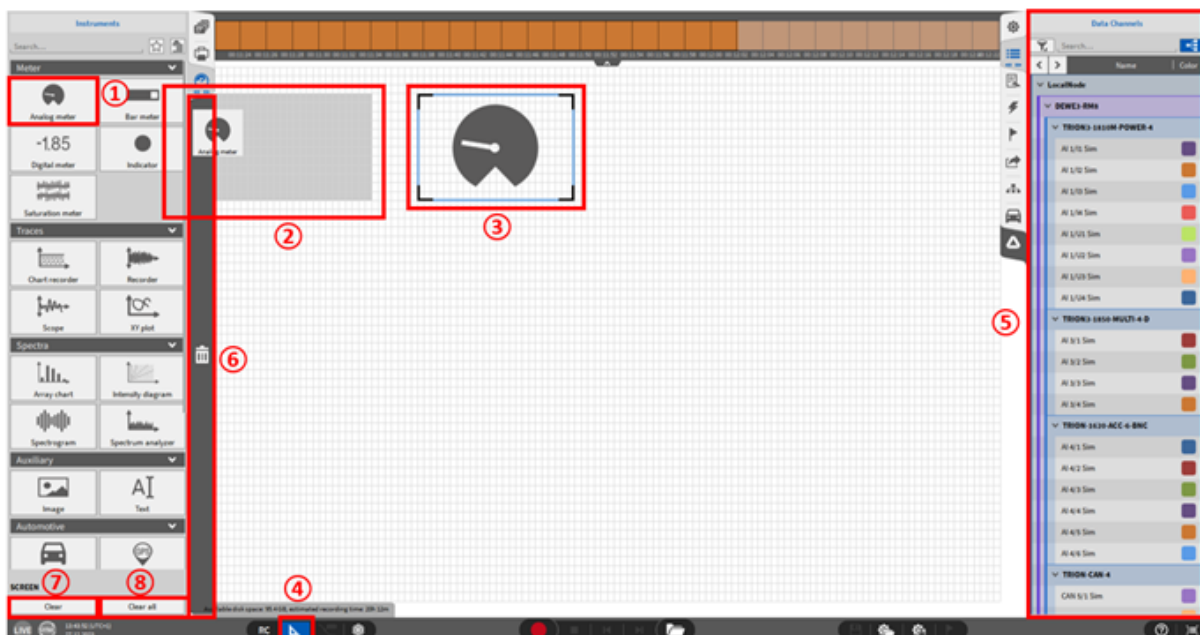 Instruments
Search...
Meter
①
Analog meter
Bar meter
-1.85
Digital meter
Indicator
Saturation meter
Traces
Chart recorder
Recorder
Scope
XY plot
Spectra
Array chart
Intensity diagram
Spectrogram
Spectrum analyzer
Auxiliary
Image
Text
Automotive
GPS
SCREEN
⑦
⑧
Clear
Clear all
LIVE
Analog meter
②
③
⑥
④
⑤
RC
Data Channels
Search...
Name
Color
LocalNode
DEWE3-RM8
TRION3-1810M-POWER-4
AI 1/I1 Sim
AI 1/I2 Sim
AI 1/I3 Sim
AI 1/I4 Sim
AI 1/U1 Sim
AI 1/U2 Sim
AI 1/U3 Sim
AI 1/U4 Sim
TRION3-1850-MULTI-4-D
AI 3/1 Sim
AI 3/2 Sim
AI 3/3 Sim
AI 3/4 Sim
TRION-1620-ACC-6-BNC
AI 4/1 Sim
AI 4/2 Sim
AI 4/3 Sim
AI 4/4 Sim
AI 4/5 Sim
AI 4/6 Sim
TRION-CAN-4
CAN 5/1 Sim